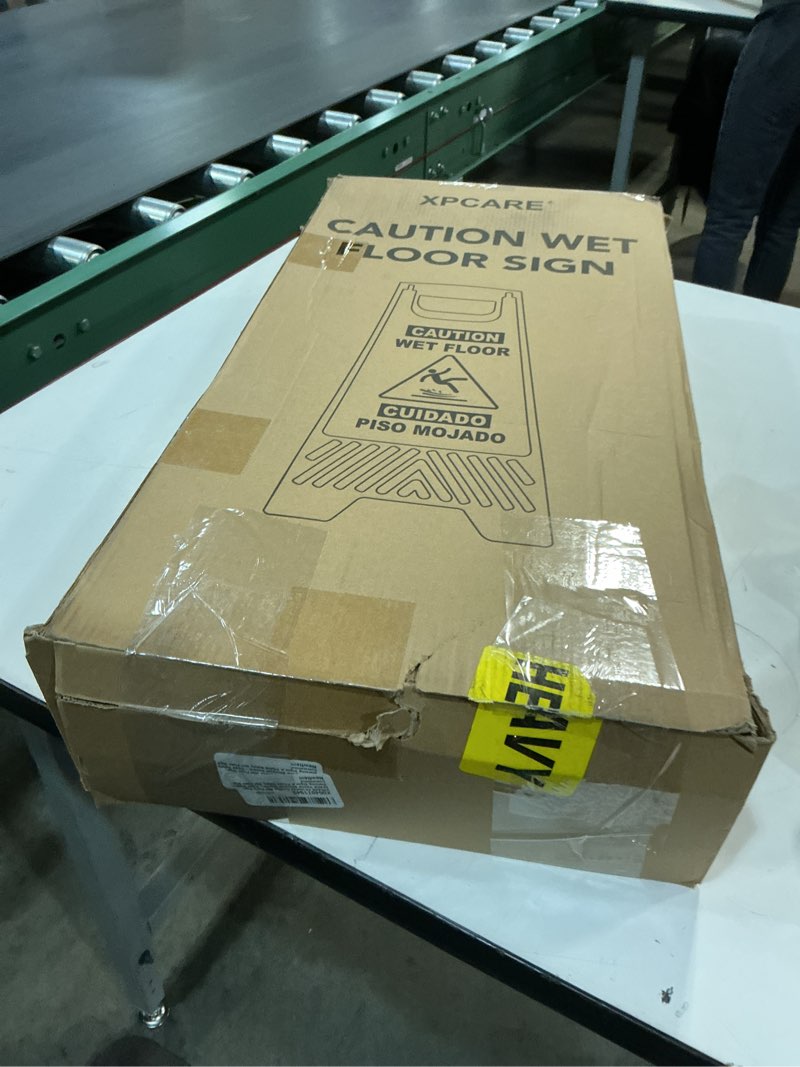 XPCARE
CAUTION WET
FLOOR SIGN
CAUTION
WET FLOOR
CUIDADO
PISO MOJADO
HEAVY